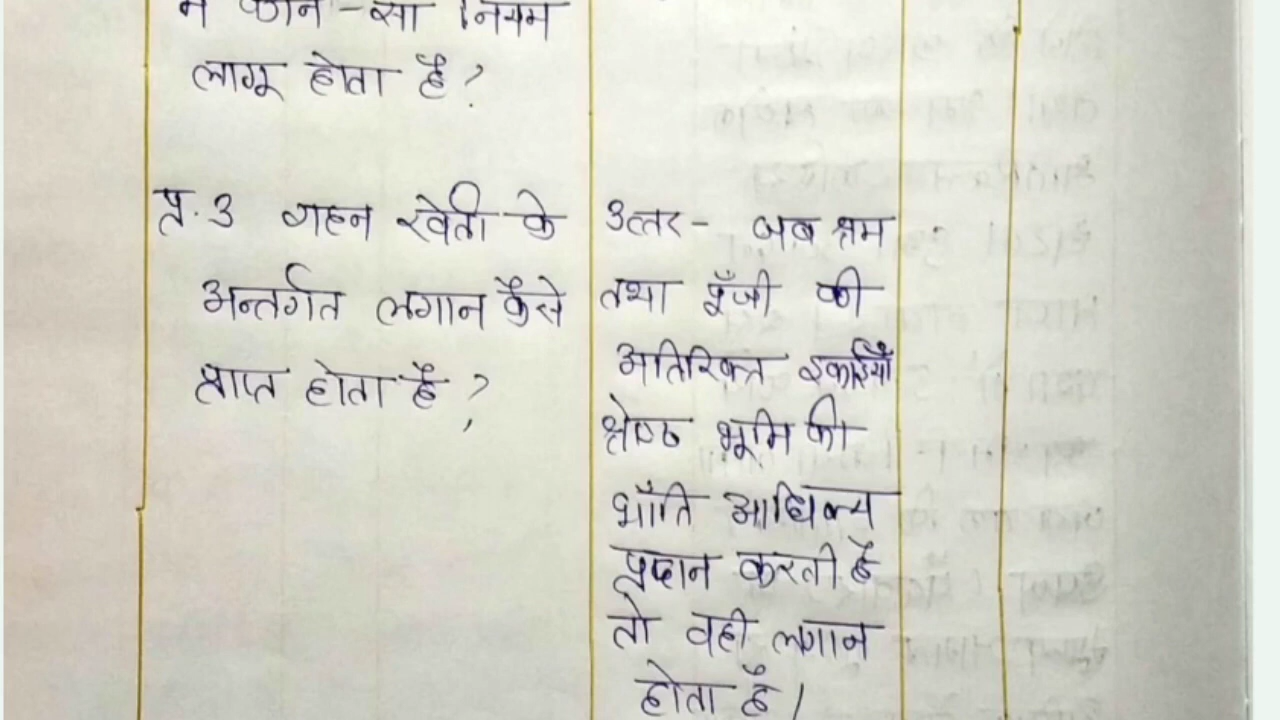 में कौन-सा नियम
लागू होता है?
प्र.3 गहन खेती के
अन्तर्गत लगान कैसे
प्राप्त होता है?
उत्तर- जब श्रम
तथा पूँजी की
अतिरिक्त इकाईयाँ
श्रेष्ठ भूमि की
भाँति आधिक्य
प्रदान करती है
तो वही लगान
होता है।